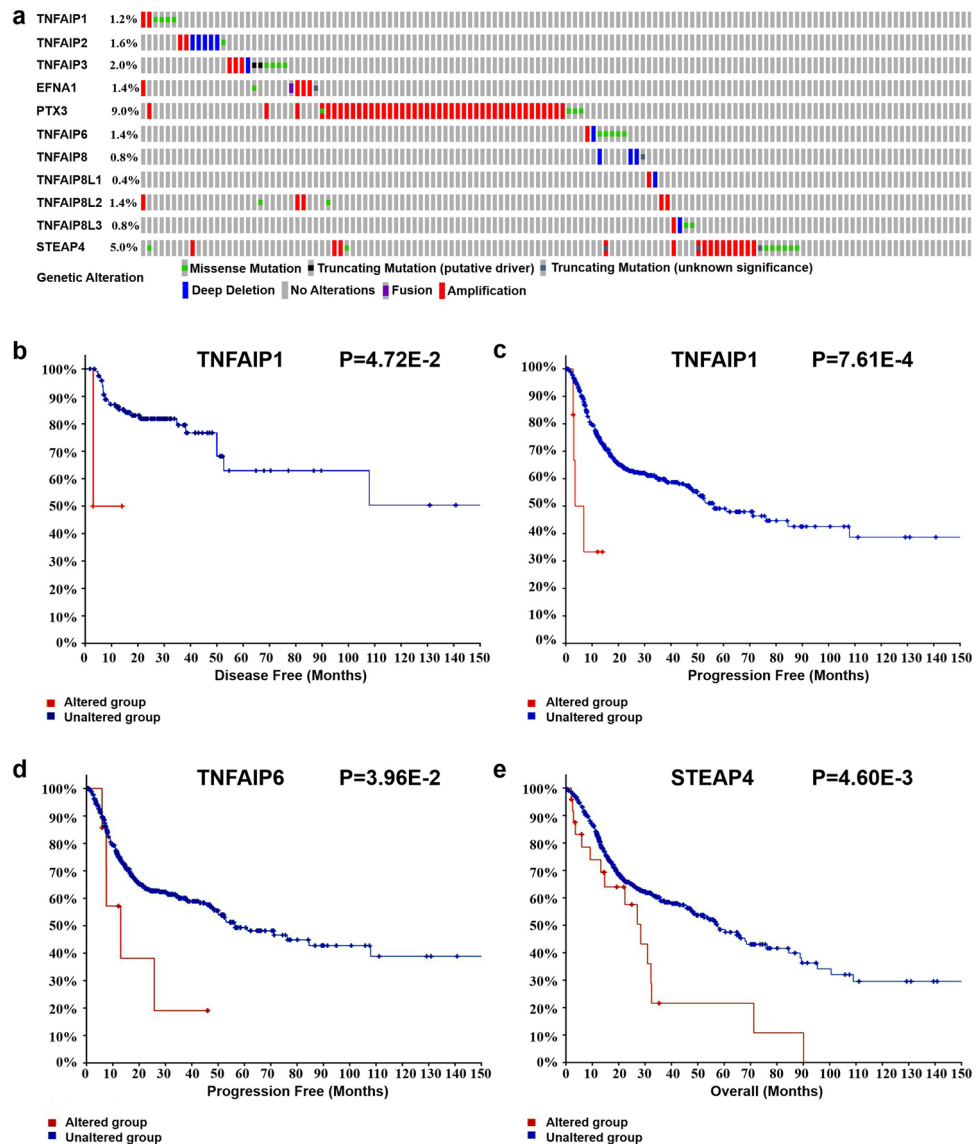 a
TNFAIP1 1.2%
TNFAIP2 1.6%
TNFAIP3 2.0%
EFNA1 1.4%
PTX3 9.0%
TNFAIP6 1.4%
TNFAIP8 0.8%
TNFAIP8L1 0.4%
TNFAIP8L2 1.4%
TNFAIP8L3 0.8%
STEAP4 5.0%
Genetic Alteration
Missense Mutation Truncating Mutation (putative driver) Truncating Mutation (unknown significance)
Deep Deletion No Alterations Fusion Amplification
b TNFAIP1 P=4.72E-2
100%
90%
80%
70%
60%
50%
40%
30%
20%
10%
0%
0 10 20 30 40 50 60 70 80 90 100 110 120 130 140 150
Disease Free (Months)
Altered group
Unaltered group
c TNFAIP1 P=7.61E-4
100%
90%
80%
70%
60%
50%
40%
30%
20%
10%
0%
0 10 20 30 40 50 60 70 80 90 100 110 120 130 140 150
Progression Free (Months)
Altered group
Unaltered group
d TNFAIP6 P=3.96E-2
100%
90%
80%
70%
60%
50%
40%
30%
20%
10%
0%
0 10 20 30 40 50 60 70 80 90 100 110 120 130 140 150
Progression Free (Months)
Altered group
Unaltered group
e STEAP4 P=4.60E-3
100%
90%
80%
70%
60%
50%
40%
30%
20%
10%
0%
0 10 20 30 40 50 60 70 80 90 100 110 120 130 140 150
Overall (Months)
Altered group
Unaltered group